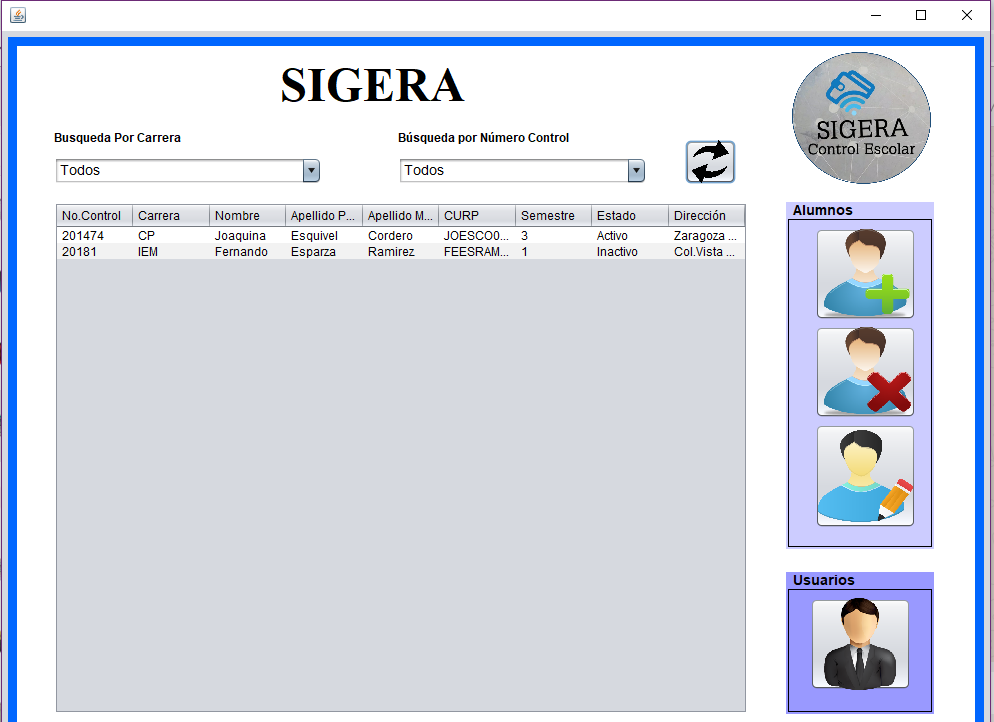 SIGERA
SIGERA
Control Escolar
Busqueda Por Carrera
Búsqueda por Número Control
Todos
Todos
No.Control Carrera Nombre Apellido P... Apellido M... CURP Semestre Estado Dirección
201474 CP Joaquina Esquivel Cordero JOESCO0... 3 Activo Zaragoza ...
20181 IEM Fernando Esparza Ramirez FEESRAM... 1 Inactivo Col.Vista ...
Alumnos
Usuarios